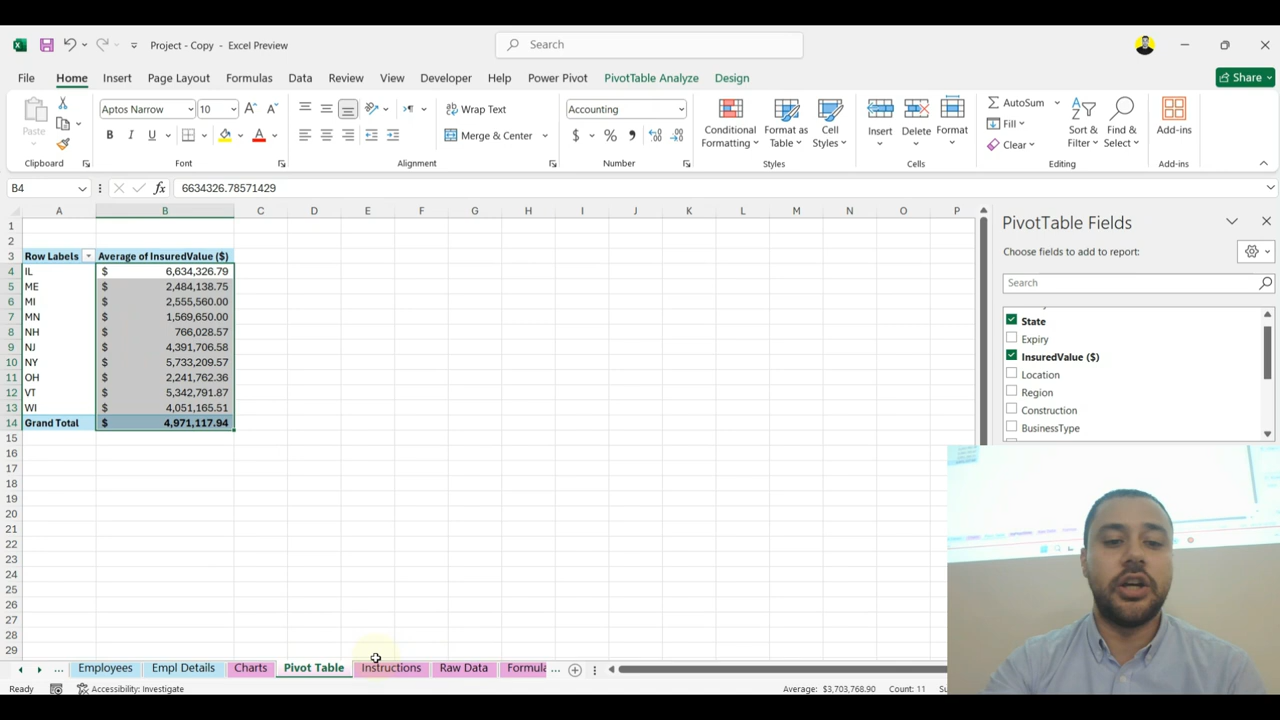 Project - Copy - Excel Preview
Search
File Home Insert Page Layout Formulas Data Review View Developer Help Power Pivot PivotTable Analyze Design Share
Paste
Clipboard
Aptos Narrow 10
B I U
Font
Wrap Text
Merge & Center
Alignment
Accounting
$ % ,
Number
Conditional Formatting
Format as Table
Cell Styles
Styles
Insert Delete Format
Cells
AutoSum
Fill
Clear
Sort & Filter
Find & Select
Editing
Add-ins
Add-ins
B4 fx 6634326.78571429
A B C D E F G H I J K L M N O P
1
2
3 Row Labels Average of InsuredValue ($)
4 IL $ 6,634,326.79
5 ME $ 2,484,138.75
6 MI $ 2,555,560.00
7 MN $ 1,569,650.00
8 NH $ 766,028.57
9 NJ $ 4,391,706.58
10 NY $ 5,733,209.57
11 OH $ 2,241,762.36
12 VT $ 5,342,791.87
13 WI $ 4,051,165.51
14 Grand Total $ 4,971,117.94
15
16
17
18
19
20
21
22
23
24
25
26
27
28
29
PivotTable Fields
Choose fields to add to report:
Search
State
Expiry
InsuredValue ($)
Location
Region
Construction
BusinessType
... Employees Empl Details Charts Pivot Table Instructions Raw Data Formula ...
Ready Accessibility: Investigate Average: $3,703,768.90 Count: 11 Su